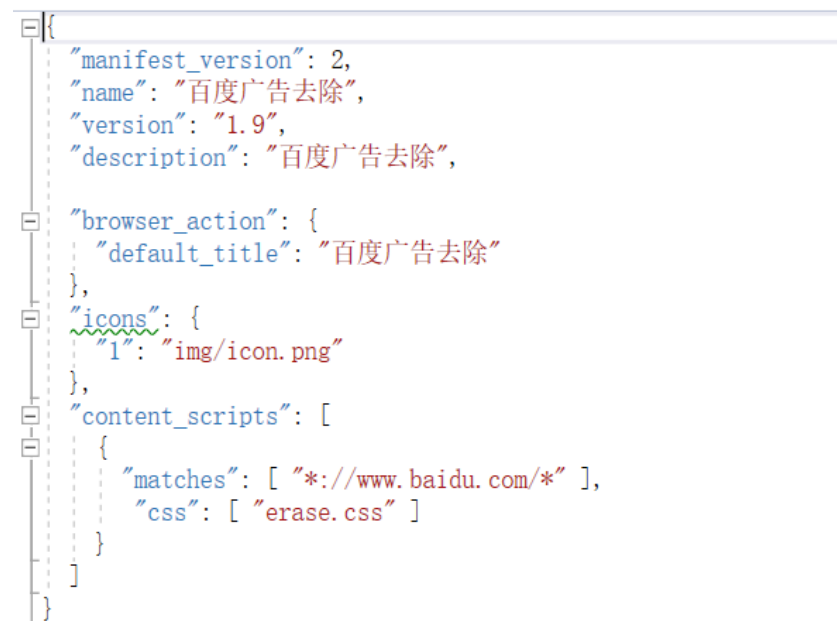 {
"manifest_version": 2,
"name": "百度广告去除",
"version": "1.9",
"description": "百度广告去除",
"browser_action": {
"default_title": "百度广告去除"
},
"icons": {
"1": "img/icon.png"
},
"content_scripts": [
{
"matches": [ "*://www.baidu.com/*" ],
"css": [ "erase.css" ]
}
]
}